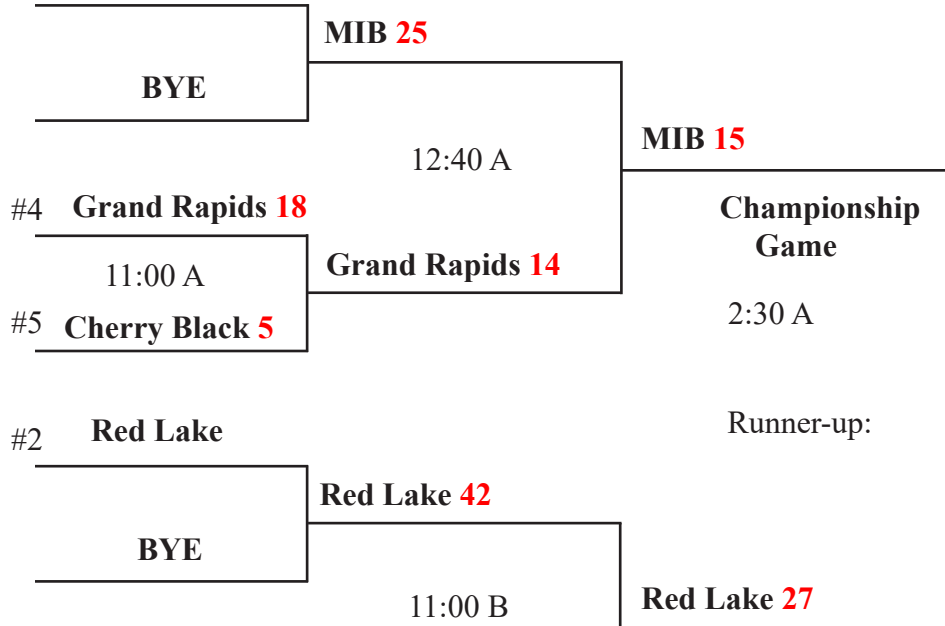 MIB 25
BYE
12:40 A
MIB 15
#4 Grand Rapids 18
Championship
Game
11:00 A
Grand Rapids 14
#5 Cherry Black 5
2:30 A
#2 Red Lake
Runner-up:
Red Lake 42
BYE
11:00 B
Red Lake 27